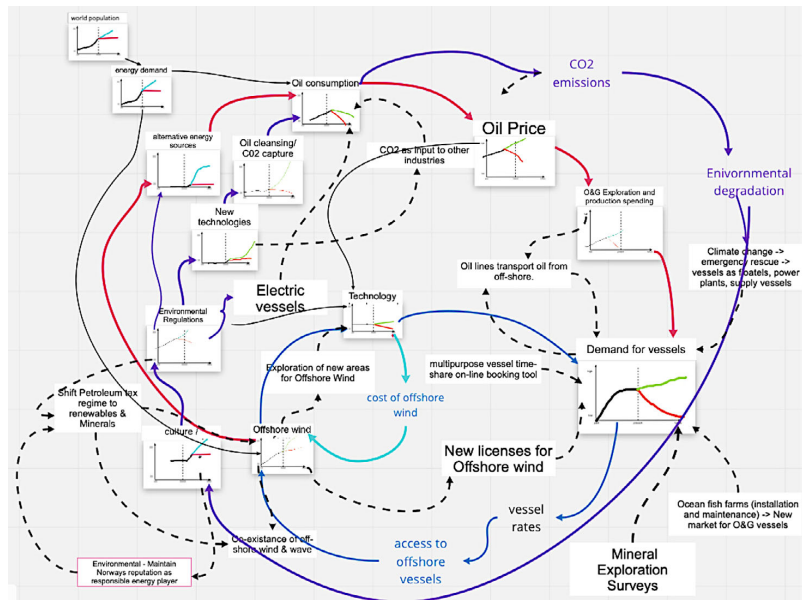 world population
energy demand
Oil consumption
CO2
emissions
alternative energy
sources
Oil cleansing/
C02 capture
CO2 as input to other
industries
Oil Price
Enivornmental
degradation
O&G Exploration and
production spending
New
technologies
Climate change ->
emergency rescue ->
vessels as floatels, power
plants, supply vessels
Oil lines transport oil from
off-shore.
Electric
vessels
Technology
Environmental
Regulations
Demand for vessels
Exploration of new areas
for Offshore Wind
multipurpose vessel time-
share on-line booking tool
cost of offshore
wind
Shift Petroleum tax
regime to
renewables &
Minerals
culture /
Offshore wind
New licenses for
Offshore wind
Ocean fish farms (installation
and maintenance) -> New
market for O&G vessels
vessel
rates
Co-existance of off-
shore wind & wave
access to
offshore
vessels
Mineral
Exploration
Surveys
Environmental - Maintain
Norways reputation as
responsible energy player